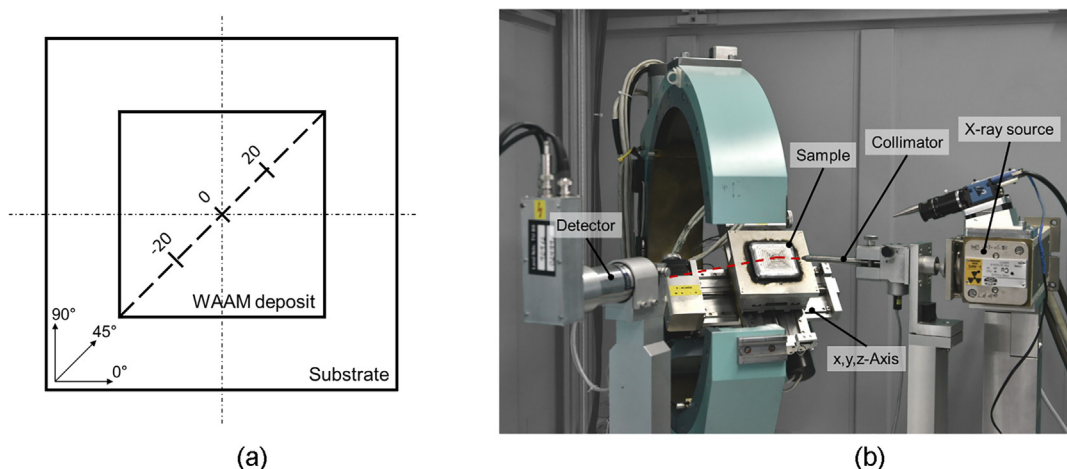 20
0
-20
WAAM deposit
90°
45°
0°
Substrate
(a)
X-ray source
Collimator
Sample
Detector
x,y,z-Axis
(b)